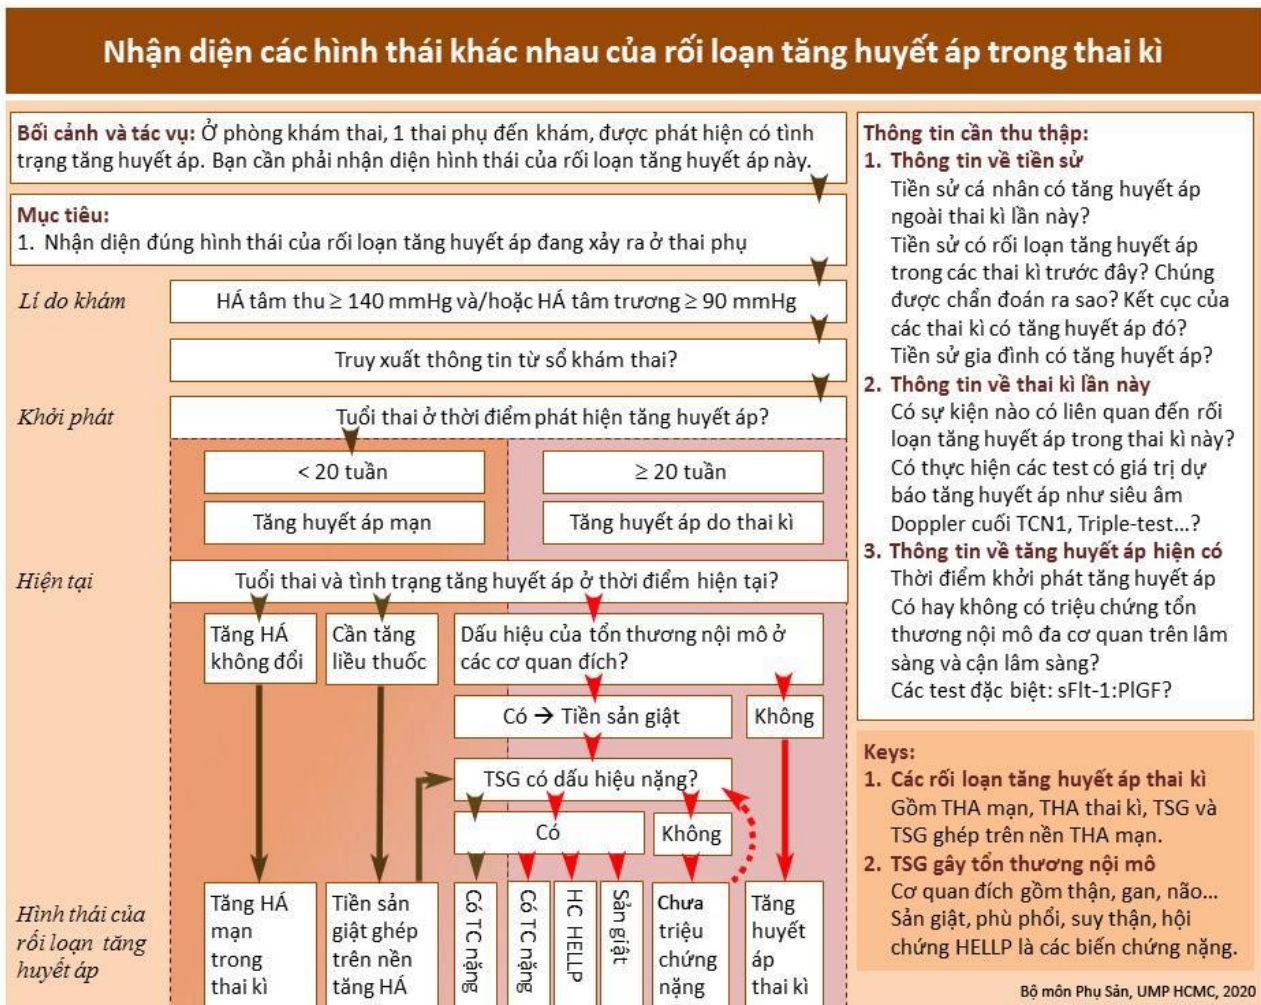 Nhận diện các hình thái khác nhau của rối loạn tăng huyết áp trong thai kì
Bối cảnh và tác vụ: Ở phòng khám thai, 1 thai phụ đến khám, được phát hiện có tình
trạng tăng huyết áp. Bạn cần phải nhận diện hình thái của rối loạn tăng huyết áp này.
Mục tiêu:
1. Nhận diện đúng hình thái của rối loạn tăng huyết áp đang xảy ra ở thai phụ
Lí do khám
HÁ tâm thu ≥ 140 mmHg và/hoặc HÁ tâm trương ≥ 90 mmHg
Truy xuất thông tin từ sổ khám thai?
Khởi phát
Tuổi thai ở thời điểm phát hiện tăng huyết áp?
< 20 tuần
≥ 20 tuần
Tăng huyết áp mạn
Tăng huyết áp do thai kì
Hiện tại
Tuổi thai và tình trạng tăng huyết áp ở thời điểm hiện tại?
Tăng HÁ
không đổi
Cần tăng
liều thuốc
Dấu hiệu của tổn thương nội mô ở
các cơ quan đích?
Có → Tiền sản giật
Không
TSG có dấu hiệu nặng?
Có
Không
Hình thái của
rối loạn tăng
huyết áp
Tăng HÁ
mạn
trong
thai kì
Tiền sản
giật ghép
trên nền
tăng HÁ
Có TC nặng
Có TC nặng
HC HELLP
Sản giật
Chưa
triệu
chứng
nặng
Tăng
huyết
áp
thai kì
Thông tin cần thu thập:
1. Thông tin về tiền sử
Tiền sử cá nhân có tăng huyết áp
ngoài thai kì lần này?
Tiền sử có rối loạn tăng huyết áp
trong các thai kì trước đây? Chúng
được chẩn đoán ra sao? Kết cục của
các thai kì có tăng huyết áp đó?
Tiền sử gia đình có tăng huyết áp?
2. Thông tin về thai kì lần này
Có sự kiện nào có liên quan đến rối
loạn tăng huyết áp trong thai kì này?
Có thực hiện các test có giá trị dự
báo tăng huyết áp như siêu âm
Doppler cuối TCN1, Triple-test...?
3. Thông tin về tăng huyết áp hiện có
Thời điểm khởi phát tăng huyết áp
Có hay không có triệu chứng tổn
thương nội mô đa cơ quan trên lâm
sàng và cận lâm sàng?
Các test đặc biệt: sFlt-1:PlGF?
Keys:
1. Các rối loạn tăng huyết áp thai kì
Gồm THA mạn, THA thai kì, TSG và
TSG ghép trên nền THA mạn.
2. TSG gây tổn thương nội mô
Cơ quan đích gồm thận, gan, não...
Sản giật, phù phổi, suy thận, hội
chứng HELLP là các biến chứng nặng.
Bộ môn Phụ Sản, UMP HCMC, 2020